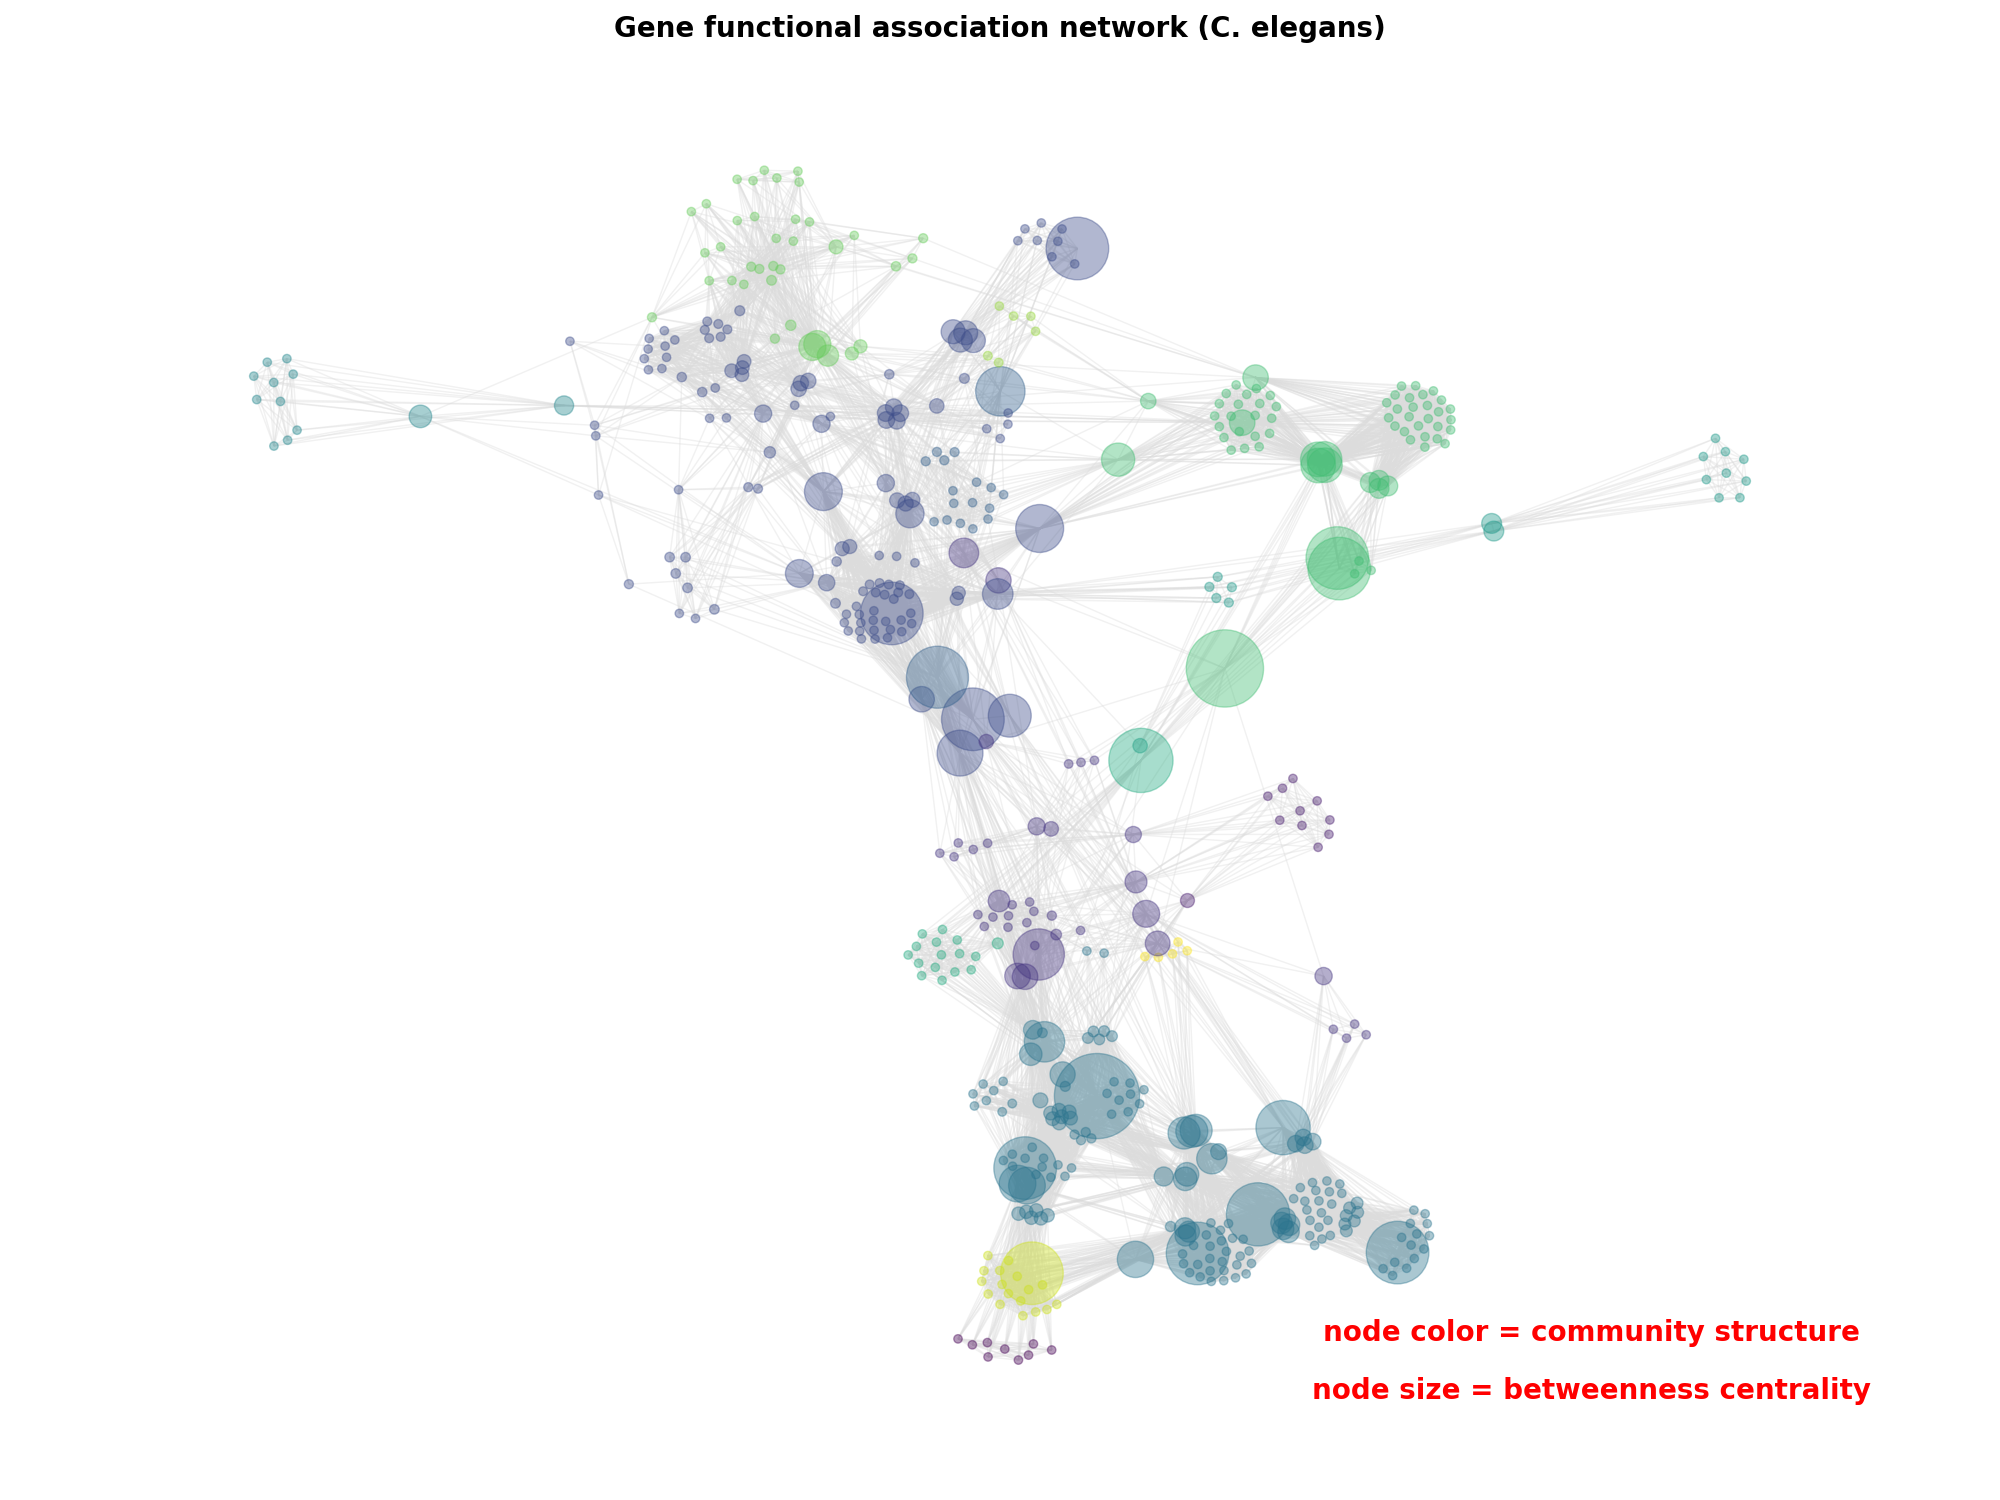 Gene functional association network (C. elegans)
node color = community structure
node size = betweenness centrality